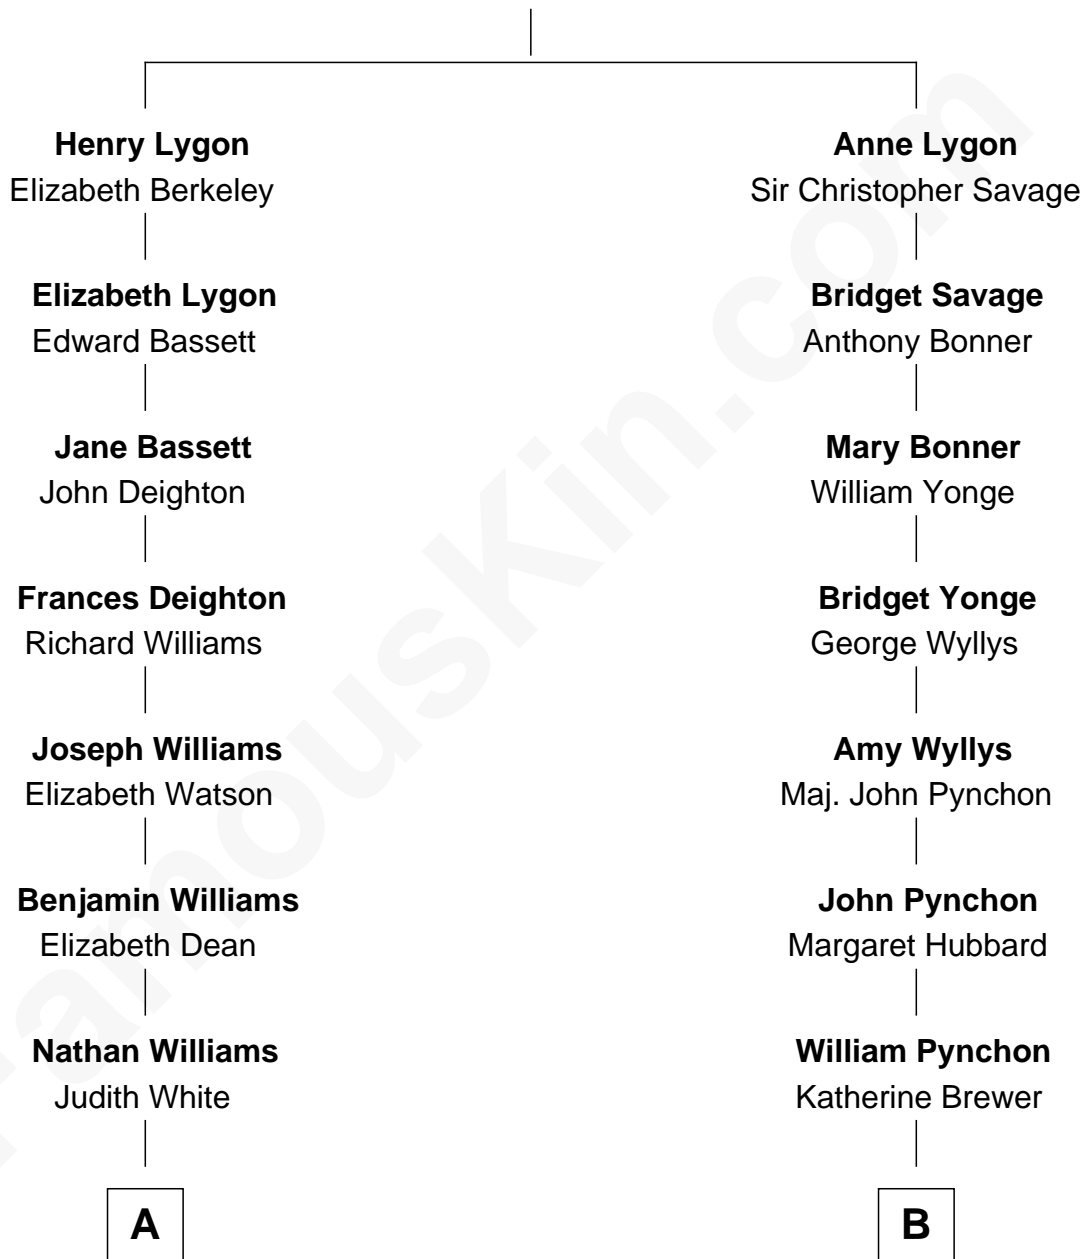 Henry Lygon
Elizabeth Berkeley
Anne Lygon
Sir Christopher Savage
Elizabeth Lygon
Edward Bassett
Bridget Savage
Anthony Bonner
Jane Bassett
John Deighton
Mary Bonner
William Yonge
Frances Deighton
Richard Williams
Bridget Yonge
George Wyllys
Joseph Williams
Elizabeth Watson
Amy Wyllys
Maj. John Pynchon
Benjamin Williams
Elizabeth Dean
John Pynchon
Margaret Hubbard
Nathan Williams
Judith White
William Pynchon
Katherine Brewer
A
B
FamousKin.com